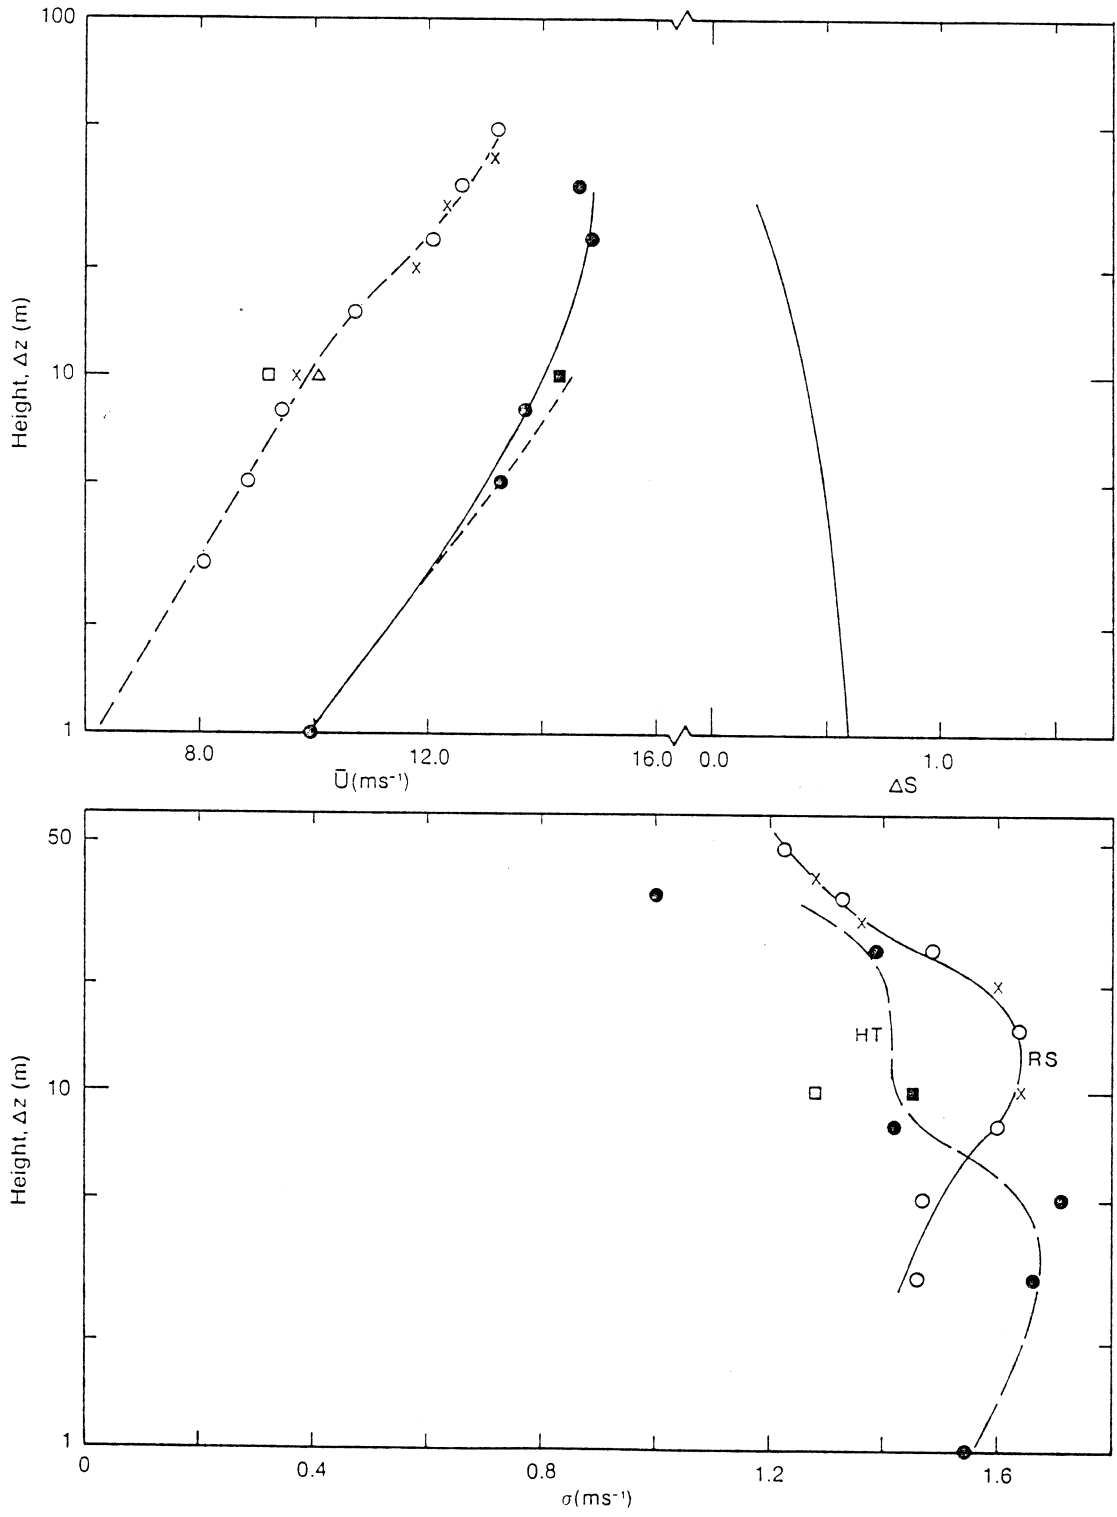 100
10
1
Height, Δz (m)
8.0 12.0 16.0 0.0 1.0
Ū(ms⁻¹) ΔS
50
10
1
Height, Δz (m)
HT
RS
0 0.4 0.8 1.2 1.6
σ(ms⁻¹)